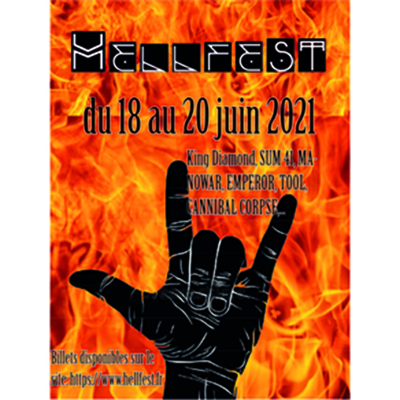 HELLFEST
du 18 au 20 juin 2021
King Diamond, SUM 41, MA-
NOWAR, EMPEROR, TOOL,
CANNIBAL CORPSE,...
Billets disponibles sur le
site: https://www.hellfest.fr